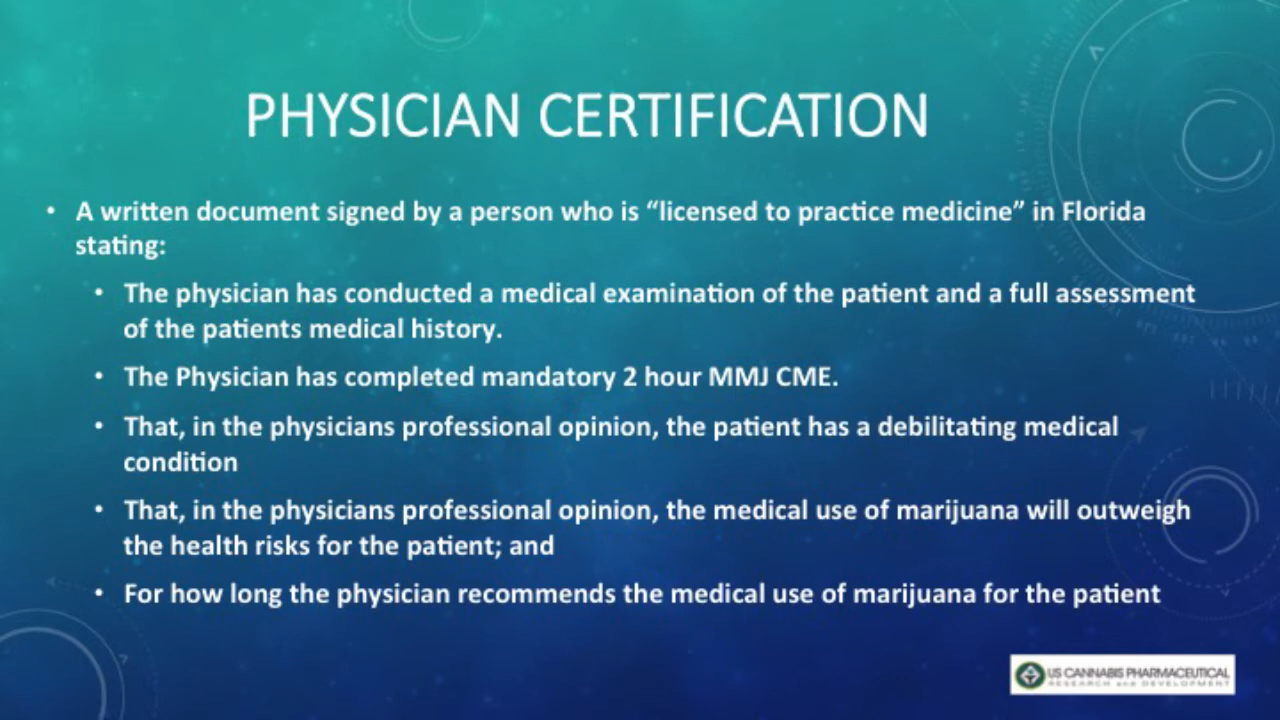 PHYSICIAN CERTIFICATION
• A written document signed by a person who is “licensed to practice medicine” in Florida
stating:
• The physician has conducted a medical examination of the patient and a full assessment
of the patients medical history.
• The Physician has completed mandatory 2 hour MMJ CME.
• That, in the physicians professional opinion, the patient has a debilitating medical
condition
• That, in the physicians professional opinion, the medical use of marijuana will outweigh
the health risks for the patient; and
• For how long the physician recommends the medical use of marijuana for the patient
US CANNABIS PHARMACEUTICAL
RESEARCH and DEVELOPMENT